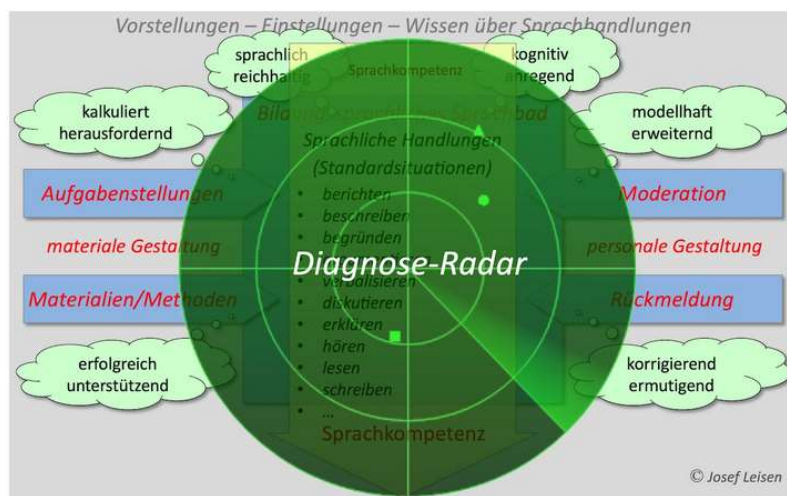 Vorstellungen – Einstellungen – Wissen über Sprachhandlungen
sprachlich
reichhaltig
Sprachkompetenz
kognitiv
anregend
kalkuliert
herausfordernd
Bildungssprachliches Sprachbad
modellhaft
erweiternd
Sprachliche Handlungen
(Standardsituationen)
Aufgabenstellungen
• berichten
Moderation
• beschreiben
• begründen
materiale Gestaltung
personale Gestaltung
Diagnose-Radar
• verbalisieren
Materialien/Methoden
• diskutieren
Rückmeldung
• erklären
• hören
erfolgreich
unterstützend
• lesen
korrigierend
ermutigend
• schreiben
• ...
Sprachkompetenz
© Josef Leisen